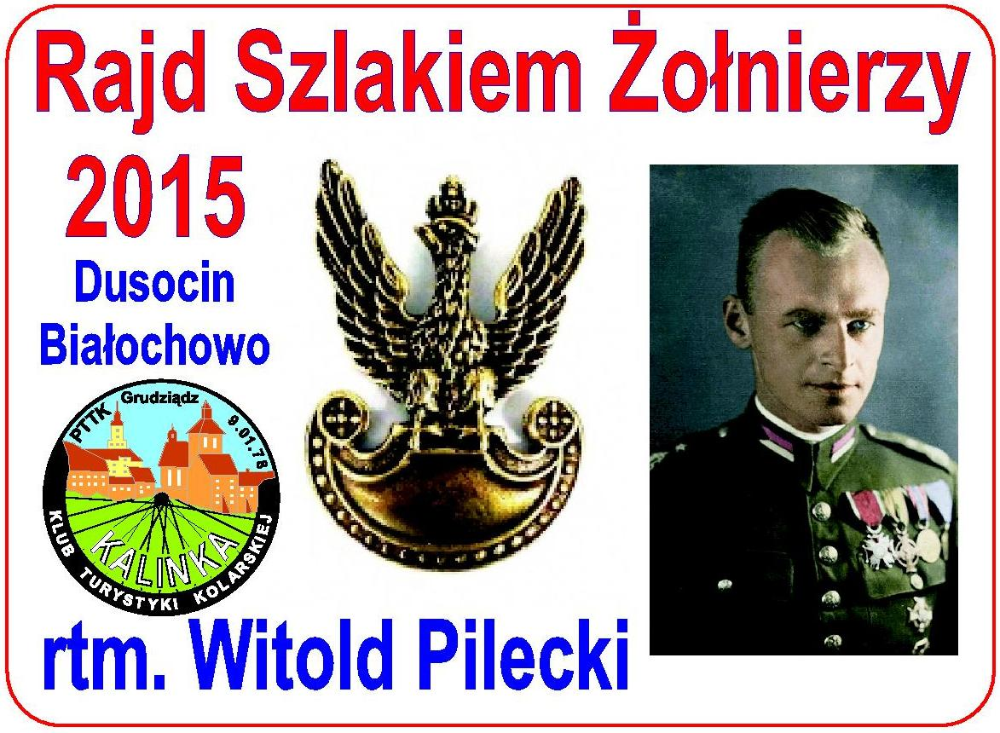 Rajd Szlakiem Żołnierzy
2015
Dusocin
Białochowo
PTTK Grudziądz 9.01.78
KALINKA
KLUB TURYSTYKI KOLARSKIEJ
rtm. Witold Pilecki